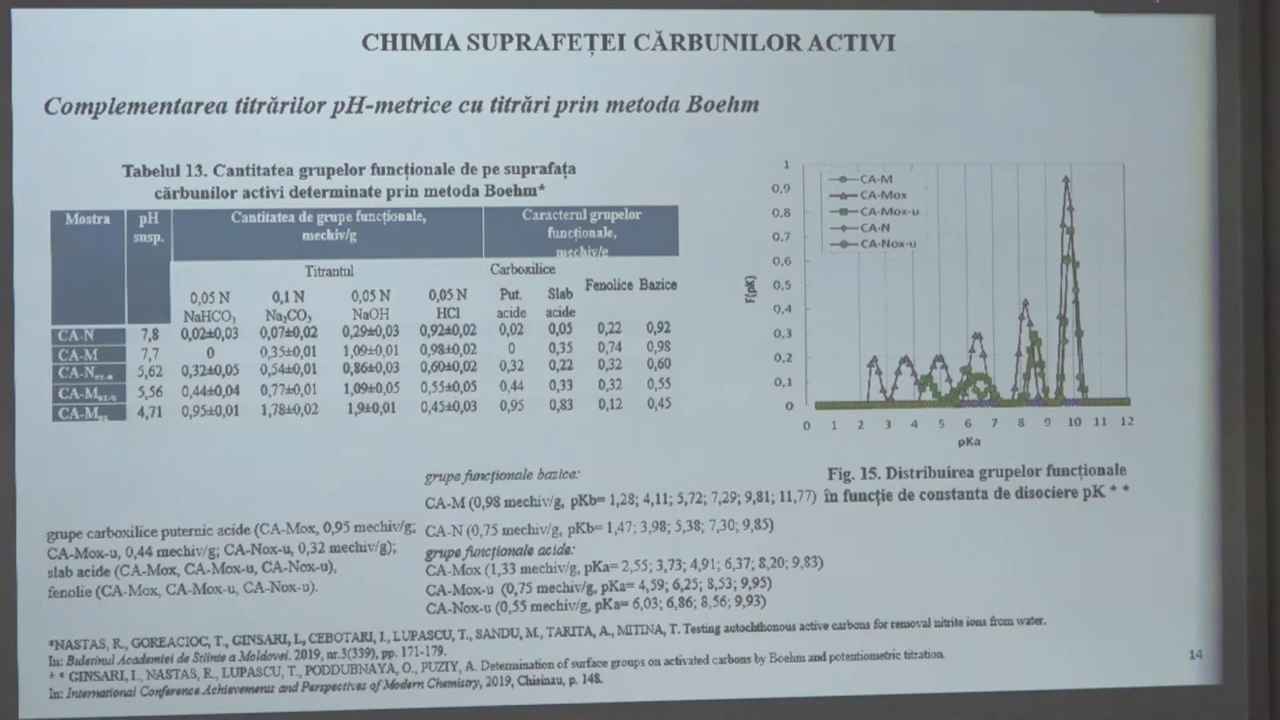 CHIMIA SUPRAFEȚEI CĂRBUNILOR ACTIVI
Complementarea titrărilor pH-metrice cu titrări prin metoda Boehm
Tabelul 13. Cantitatea grupelor funcționale de pe suprafața
cărbunilor activi determinate prin metoda Boehm*
Mostra pH susp. Cantitatea de grupe funcționale, mechiv/g Caracterul grupelor funcționale, mechiv/g
Titrantul Carboxilice Fenolice Bazice
0,05 N NaHCO3 0,1 N Na2CO3 0,05 N NaOH 0,05 N HCl Put. acide Slab acide
CA-N 7,8 0,02±0,03 0,07±0,02 0,29±0,03 0,92±0,02 0,02 0,05 0,22 0,92
CA-M 7,7 0 0,35±0,01 1,09±0,01 0,98±0,02 0 0,35 0,74 0,98
CA-Nox-u 5,62 0,32±0,05 0,54±0,01 0,86±0,03 0,60±0,02 0,32 0,22 0,32 0,60
CA-Mox-u 5,56 0,44±0,04 0,77±0,01 1,09±0,05 0,55±0,05 0,44 0,33 0,32 0,55
CA-Mox 4,71 0,95±0,01 1,78±0,02 1,9±0,01 0,45±0,03 0,95 0,83 0,12 0,45
1
0,9
0,8
0,7
0,6
0,5
0,4
0,3
0,2
0,1
0
F(pK)
CA-M
CA-Mox
CA-Mox-u
CA-N
CA-Nox-u
0 1 2 3 4 5 6 7 8 9 10 11 12
pKa
Fig. 15. Distribuirea grupelor funcționale
în funcție de constanta de disociere pK * *
grupe carboxilice puternic acide (CA-Mox, 0,95 mechiv/g;
CA-Mox-u, 0,44 mechiv/g; CA-Nox-u, 0,32 mechiv/g);
slab acide (CA-Mox, CA-Mox-u, CA-Nox-u),
fenolie (CA-Mox, CA-Mox-u, CA-Nox-u).
grupe funcționale bazice:
CA-M (0,98 mechiv/g, pKb= 1,28; 4,11; 5,72; 7,29; 9,81; 11,77)
CA-N (0,75 mechiv/g, pKb= 1,47; 3,98; 5,38; 7,30; 9,85)
grupe funcționale acide:
CA-Mox (1,33 mechiv/g, pKa= 2,55; 3,73; 4,91; 6,37; 8,20; 9,83)
CA-Mox-u (0,75 mechiv/g, pKa= 4,59; 6,25; 8,53; 9,95)
CA-Nox-u (0,55 mechiv/g, pKa= 6,03; 6,86; 8,56; 9,93)
*NASTAS, R., GOREACIOC, T., GINSARI, I., CEBOTARI, I., LUPASCU, T., SANDU, M., TARITA, A., MITINA, T. Testing autochthonous active carbons for removal nitrite ions from water.
In: Buletinul Academiei de Stiinte a Moldovei. 2019, nr.3(339), pp. 171-179.
* * GINSARI, I., NASTAS, R., LUPASCU, T., PODDUBNAYA, O., PUZIY, A. Determination of surface groups on activated carbons by Boehm and potentiometric titration.
In: International Conference Achievements and Perspectives of Modern Chemistry, 2019, Chisinau, p. 148.
14